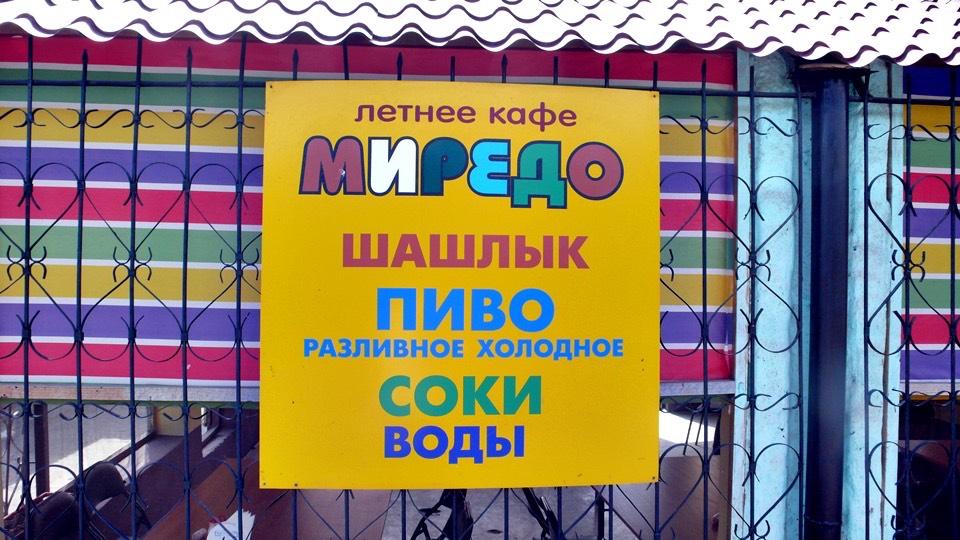 летнее кафе
МИРЕДО
ШАШЛЫК
ПИВО
РАЗЛИВНОЕ ХОЛОДНОЕ
СОКИ
ВОДЫ